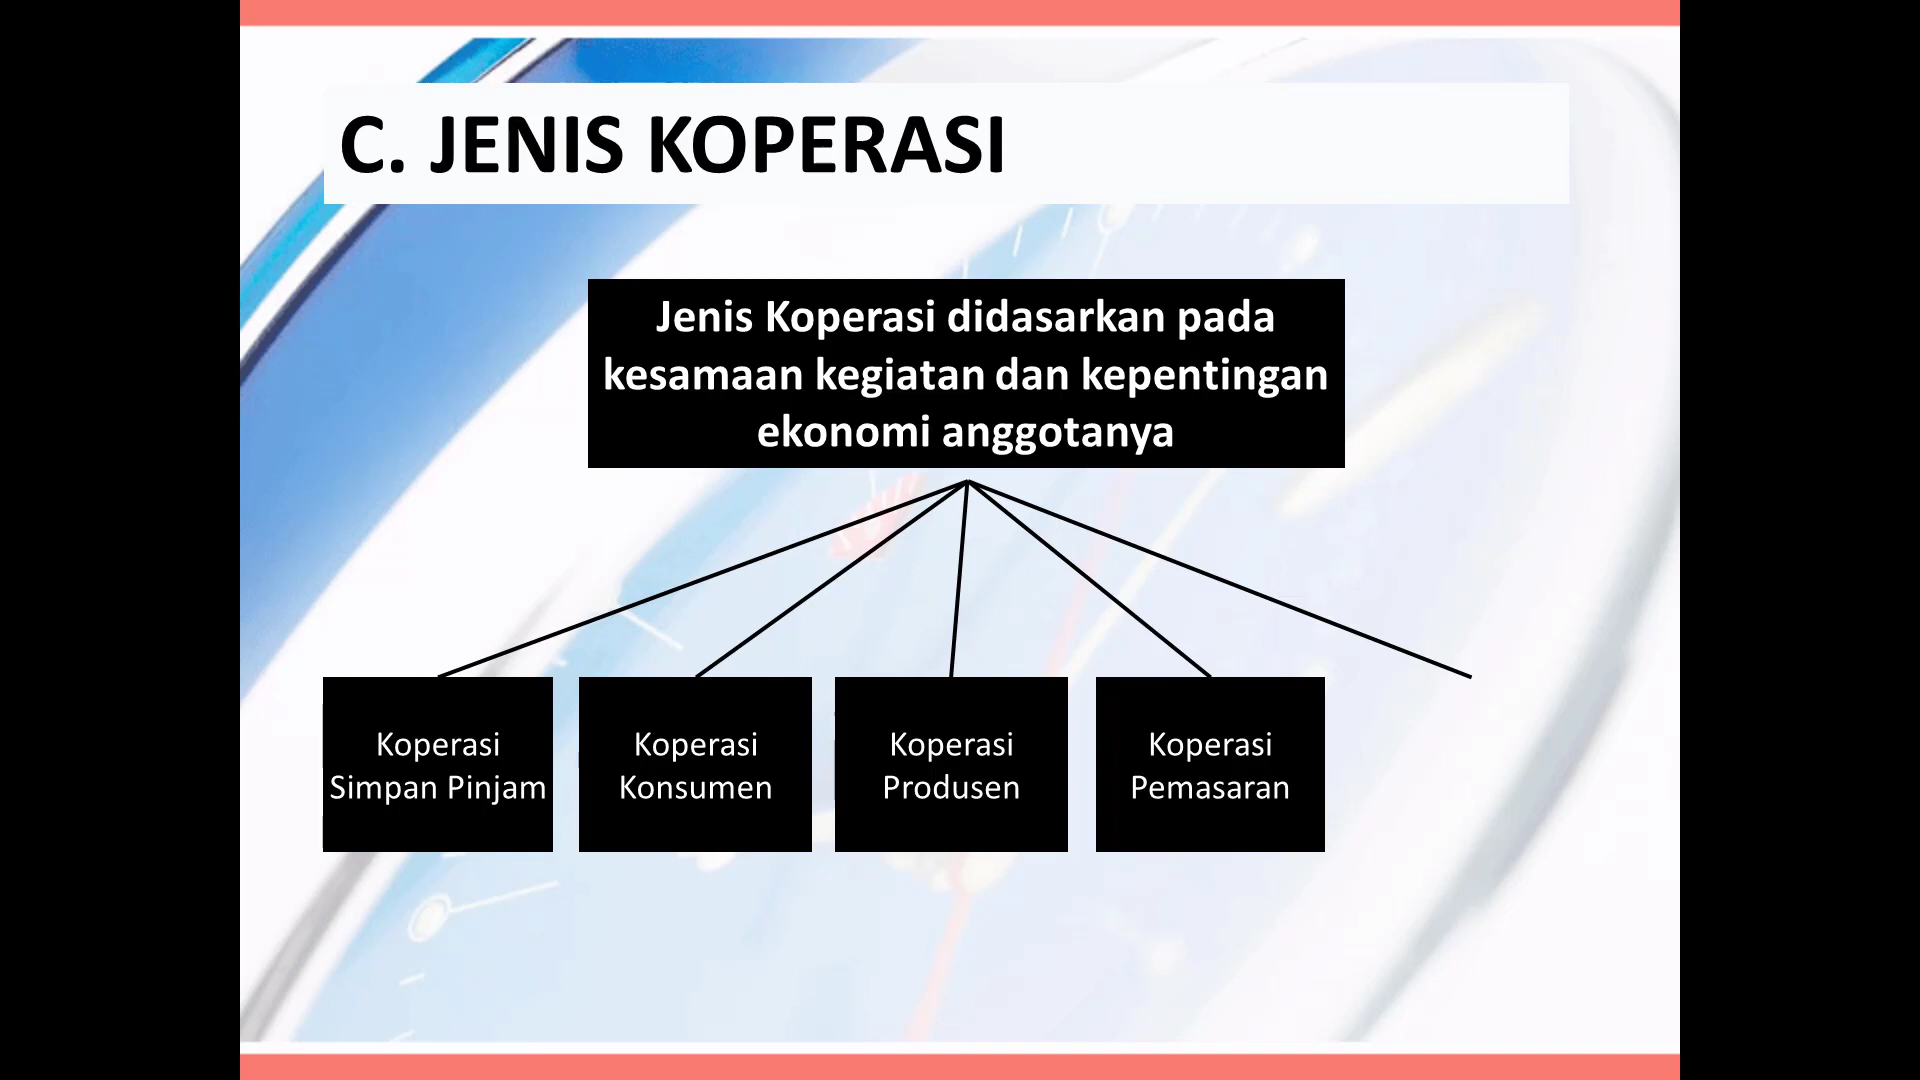 C. JENIS KOPERASI
Jenis Koperasi didasarkan pada
kesamaan kegiatan dan kepentingan
ekonomi anggotanya
Koperasi
Simpan Pinjam
Koperasi
Konsumen
Koperasi
Produsen
Koperasi
Pemasaran